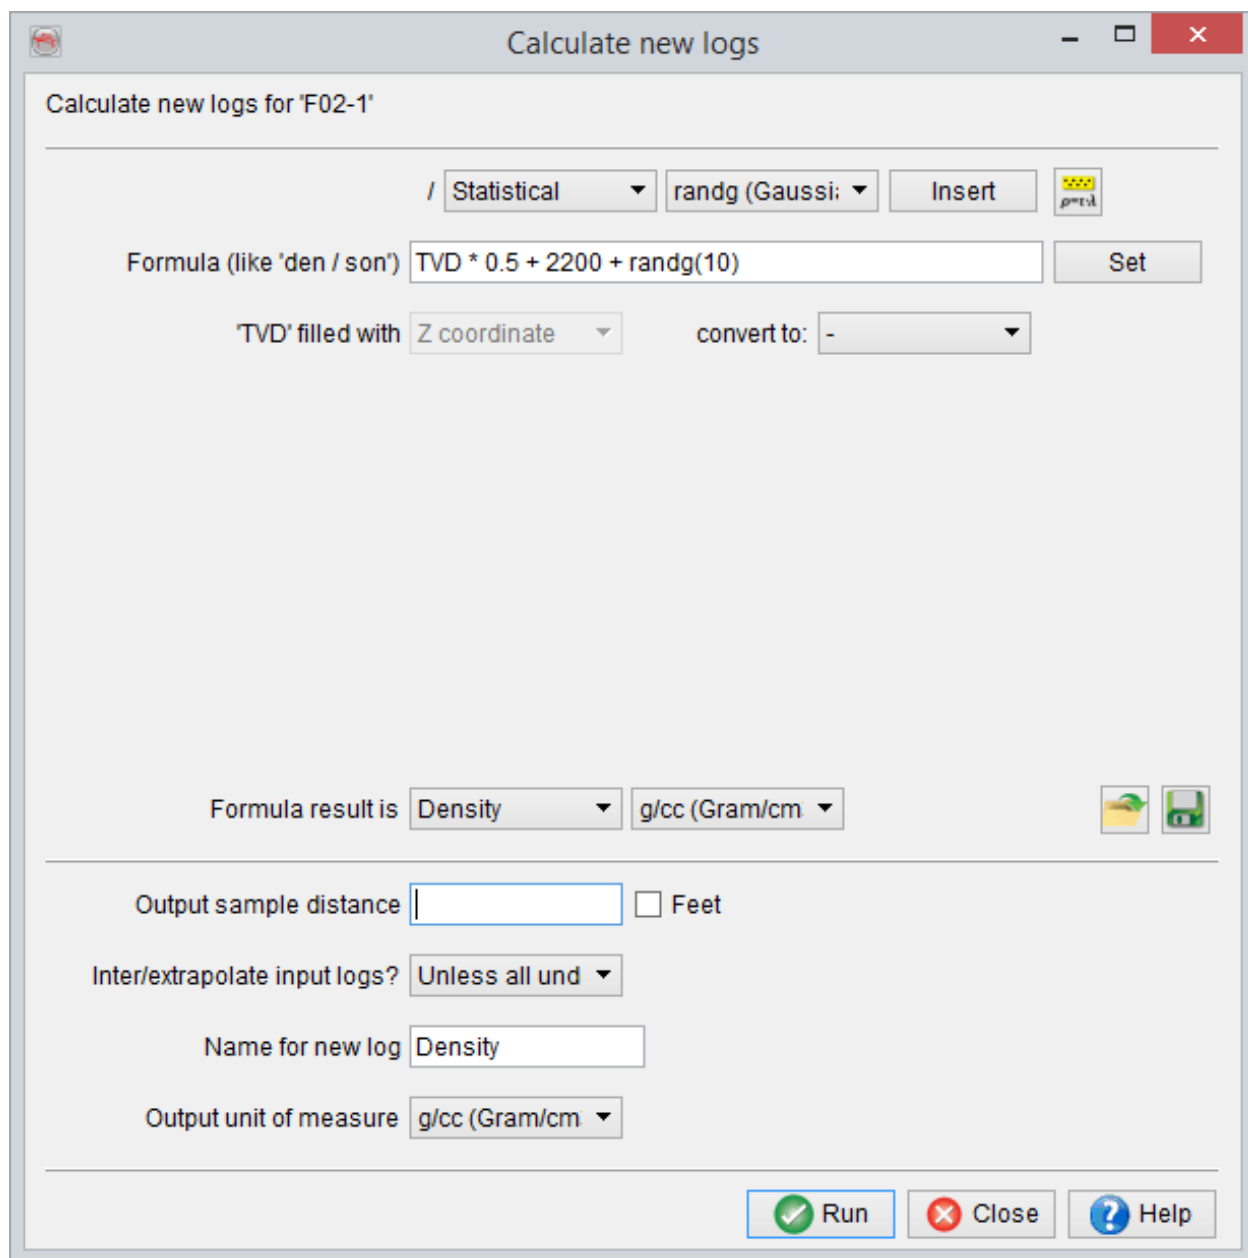 Calculate new logs
Calculate new logs for 'F02-1'
/ Statistical randg (Gaussia Insert
Formula (like 'den / son') TVD * 0.5 + 2200 + randg(10) Set
'TVD' filled with Z coordinate convert to: -
Formula result is Density g/cc (Gram/cm
Output sample distance Feet
Inter/extrapolate input logs? Unless all und
Name for new log Density
Output unit of measure g/cc (Gram/cm
Run Close Help